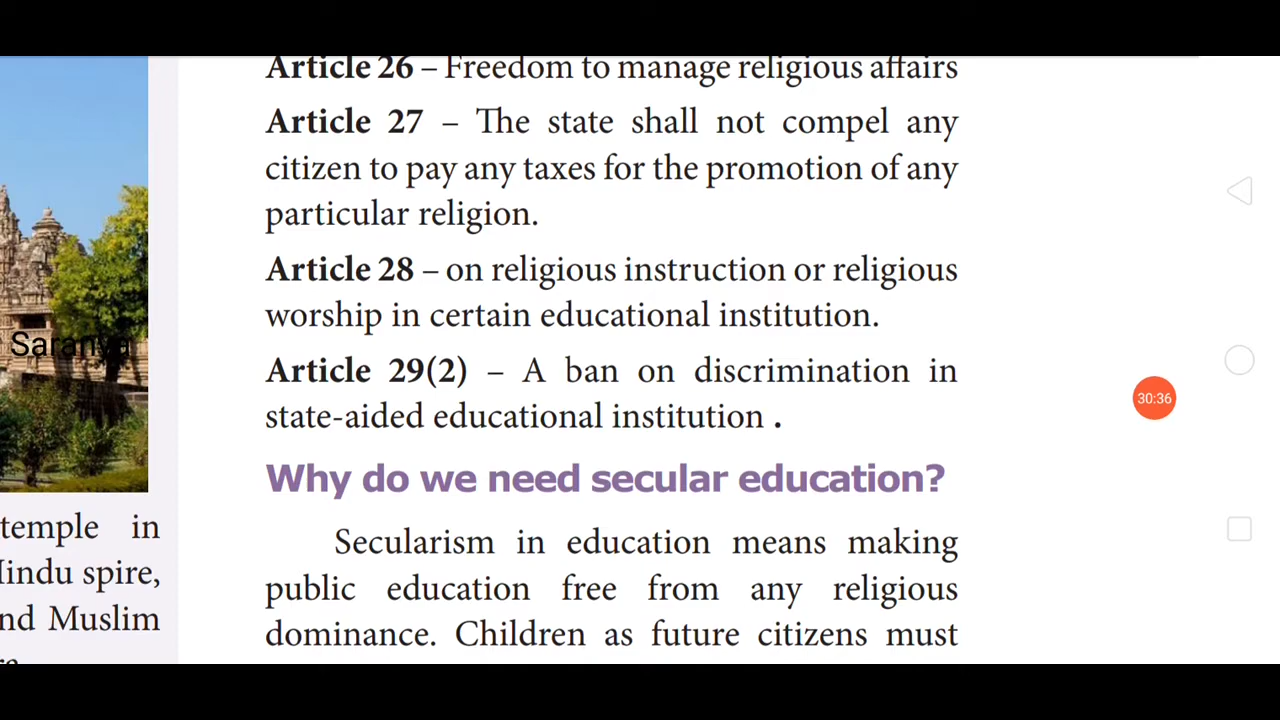 Article 26 – Freedom to manage religious affairs
Article 27 – The state shall not compel any
citizen to pay any taxes for the promotion of any
particular religion.
Article 28 – on religious instruction or religious
worship in certain educational institution.
Article 29(2) – A ban on discrimination in
state-aided educational institution .
Why do we need secular education?
Secularism in education means making
public education free from any religious
dominance. Children as future citizens must
Saranya
temple in
Hindu spire,
nd Muslim
30:36